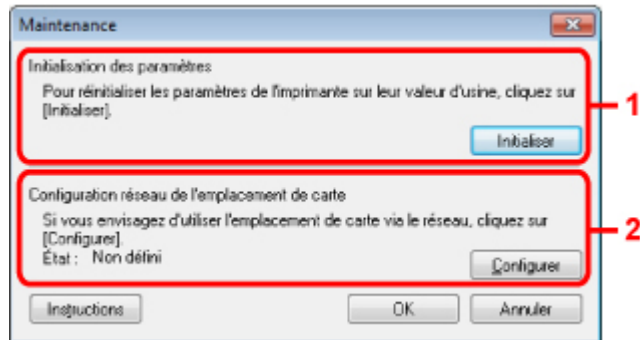 Maintenance
Initialisation des paramètres
Pour réinitialiser les paramètres de l'imprimante sur leur valeur d'usine, cliquez sur
[Initialiser].
Initialiser
1
Configuration réseau de l'emplacement de carte
Si vous envisagez d'utiliser l'emplacement de carte via le réseau, cliquez sur
[Configurer].
État : Non défini
Configurer
2
Instructions
OK
Annuler